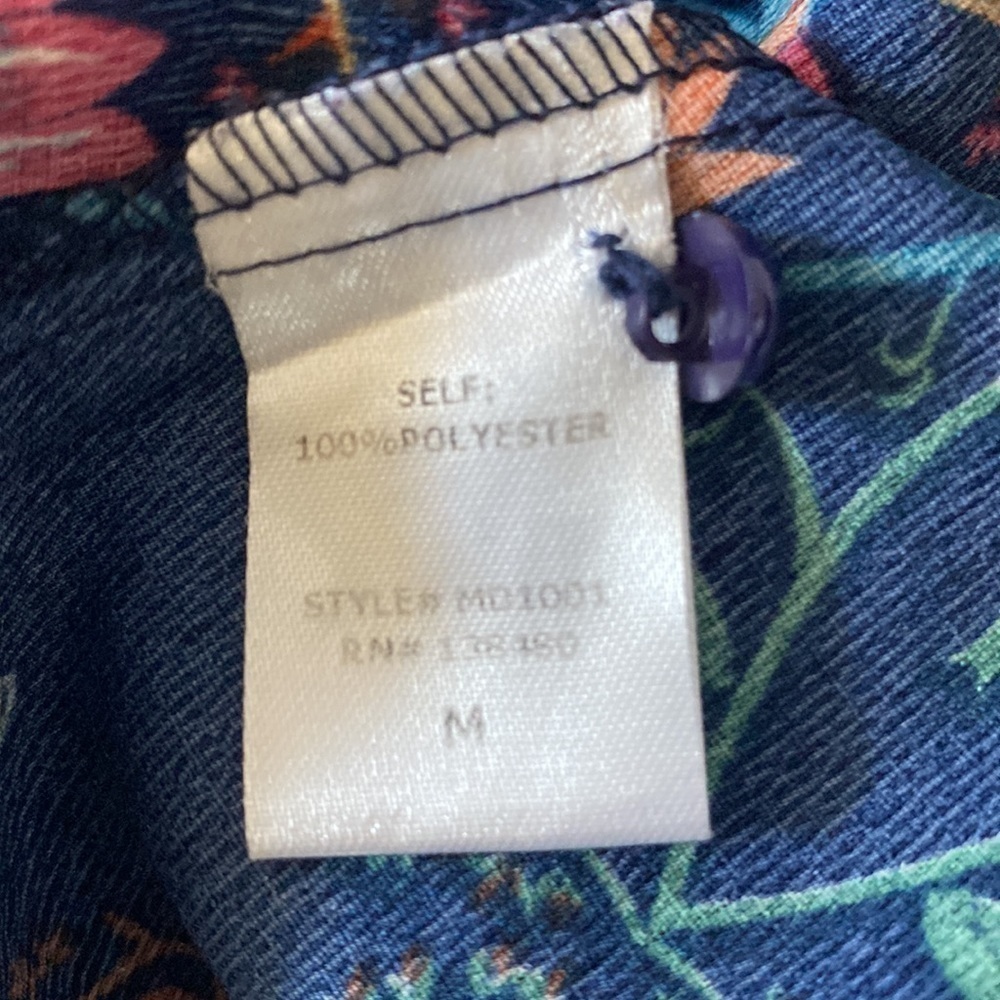 SELF:
100%POLYESTER
STYLE# MD1001
RN# 138480
M